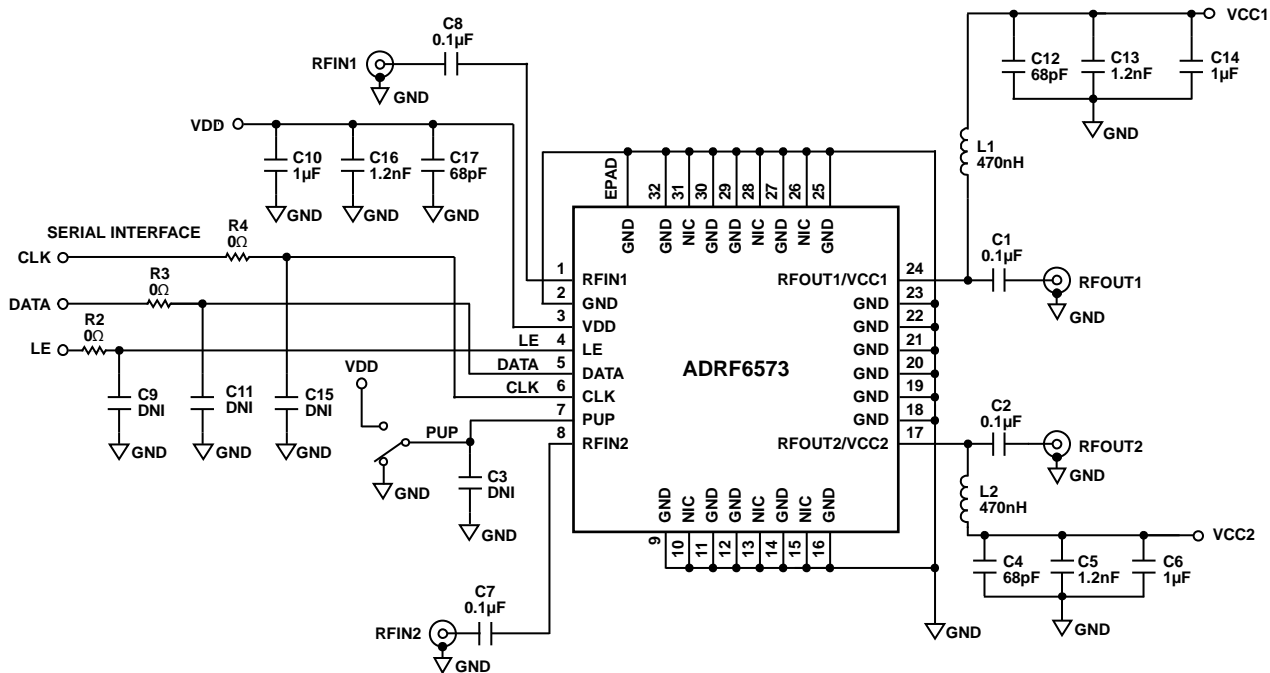 C8
0.1µF
RFIN1
GND
VCC1
C12
68pF
C13
1.2nF
C14
1µF
GND
VDD
C10
1µF
C16
1.2nF
C17
68pF
GND
GND
GND
L1
470nH
EPAD
32
31
30
29
28
27
26
25
GND
GND
NIC
GND
GND
NIC
GND
NIC
GND
SERIAL INTERFACE
CLK
R4
0Ω
DATA
R3
0Ω
LE
R2
0Ω
C9
DNI
C11
DNI
C15
DNI
GND
GND
GND
VDD
PUP
GND
C3
DNI
GND
LE
DATA
CLK
1
2
3
4
5
6
7
8
RFIN1
GND
VDD
LE
DATA
CLK
PUP
RFIN2
ADRF6573
RFOUT1/VCC1
GND
GND
GND
GND
GND
GND
RFOUT2/VCC2
24
23
22
21
20
19
18
17
C1
0.1µF
RFOUT1
GND
C2
0.1µF
RFOUT2
GND
L2
470nH
VCC2
C4
68pF
C5
1.2nF
C6
1µF
GND
GND
NIC
GND
GND
NIC
GND
NIC
GND
9
10
11
12
13
14
15
16
GND
C7
0.1µF
RFIN2
GND